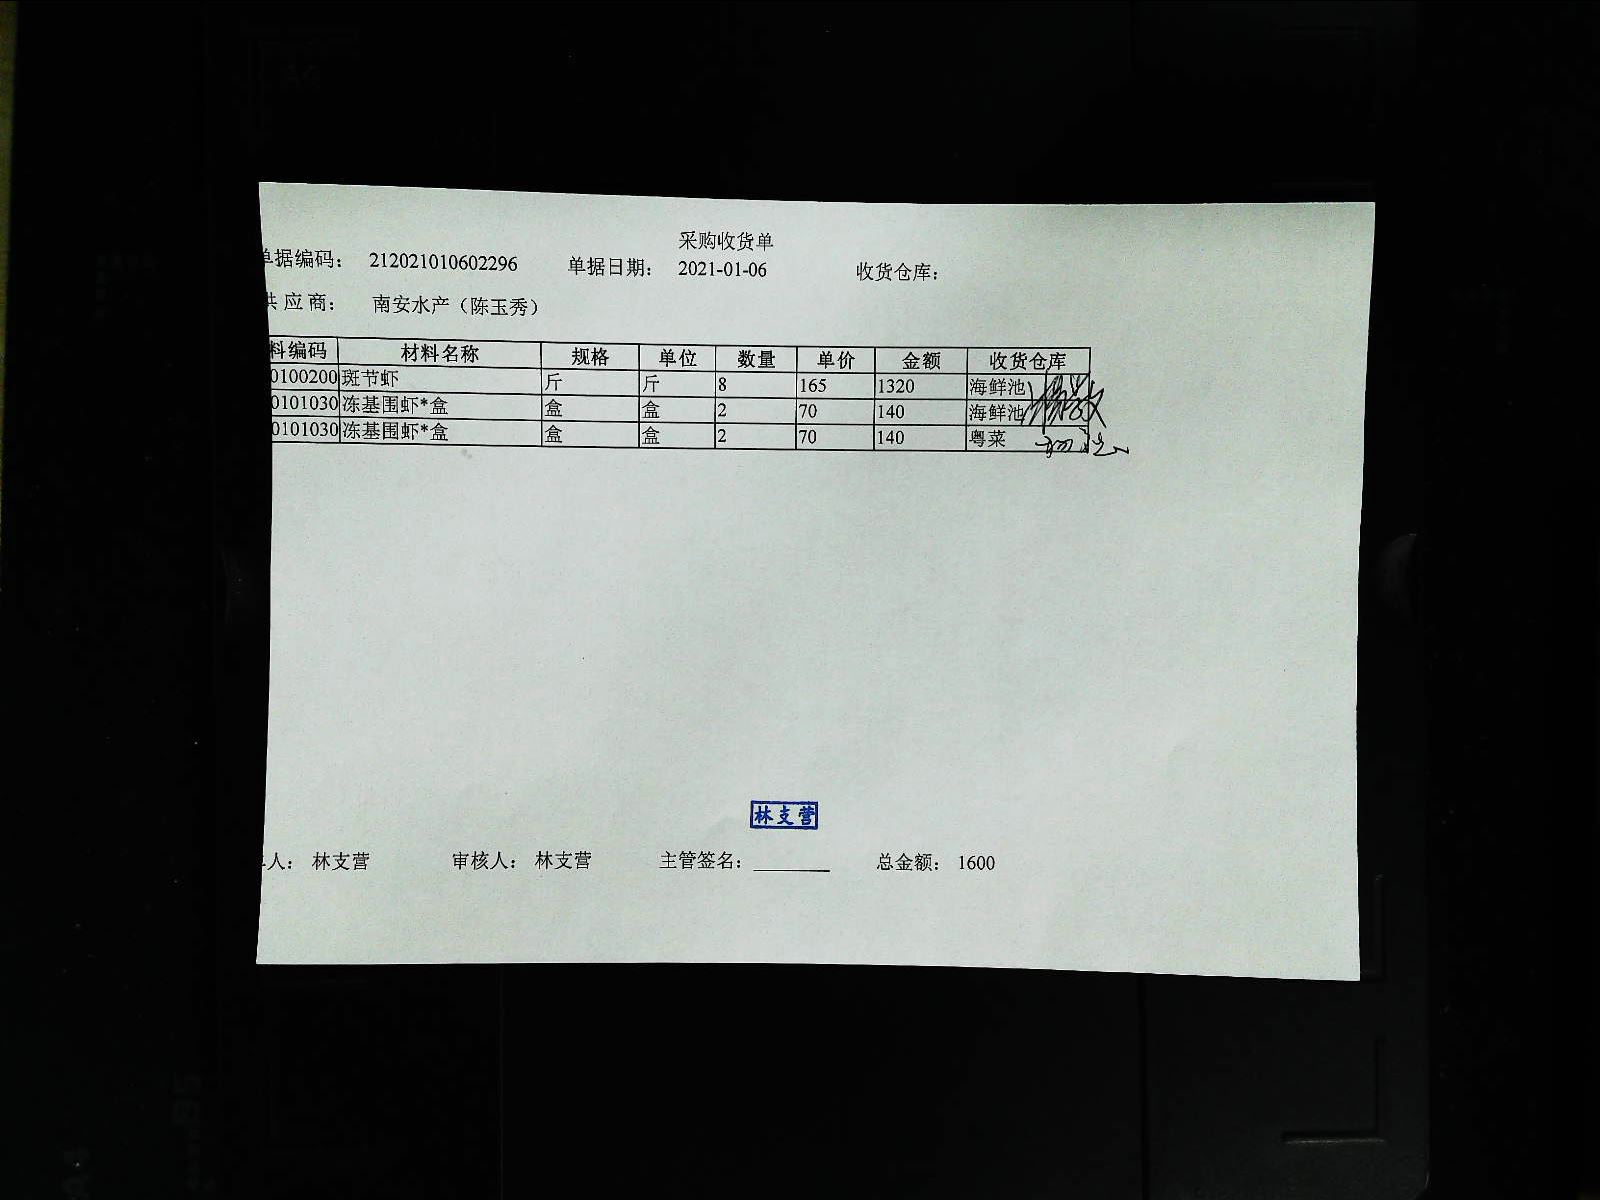 采购收货单
单据编码： 212021010602296 单据日期： 2021-01-06 收货仓库：
供 应 商： 南安水产（陈玉秀）
料编码 材料名称 规格 单位 数量 单价 金额 收货仓库
0100200 斑节虾 斤 斤 8 165 1320 海鲜池
0101030 冻基围虾*盒 盒 盒 2 70 140 海鲜池
0101030 冻基围虾*盒 盒 盒 2 70 140 粤菜
林支营
人： 林支营 审核人： 林支营 主管签名： 总金额： 1600